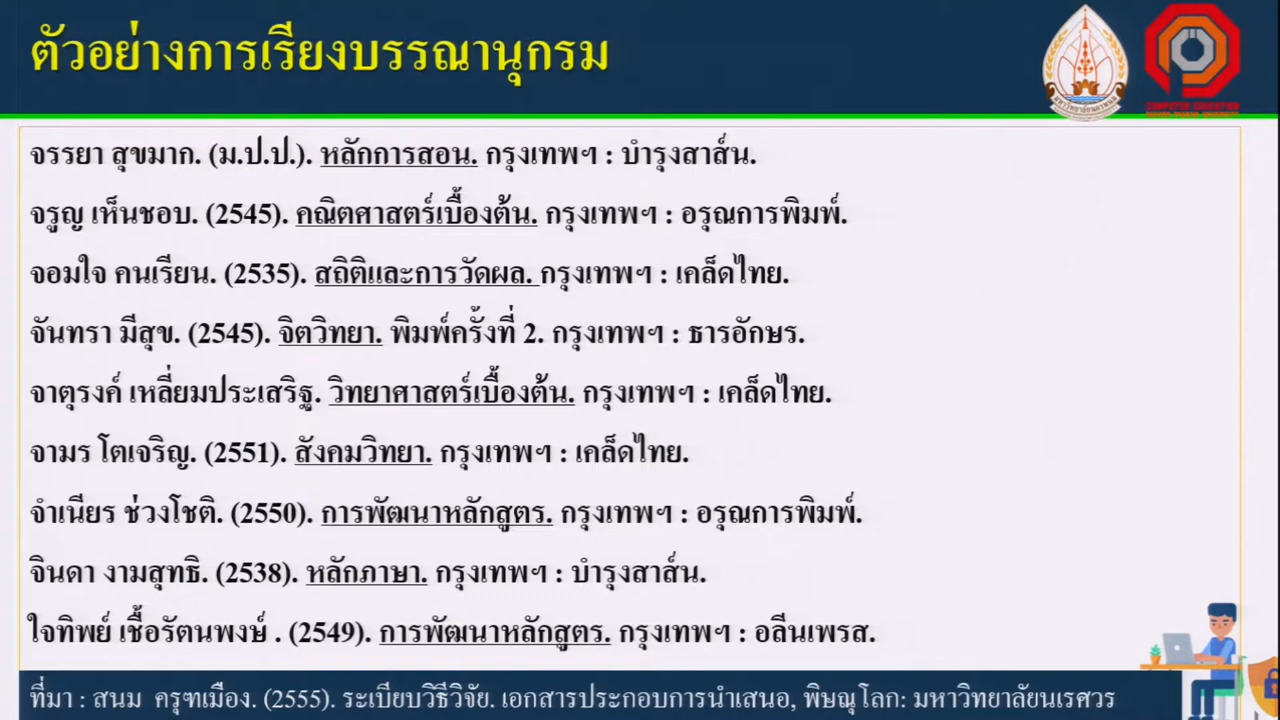 ตัวอย่างการเรียงบรรณานุกรม
มหาวิทยาลัยนครพนม
COMPUTER EDUCATION
NAKHON PHANOM UNIVERSITY
จรรยา สุขมาก. (ม.ป.ป.). หลักการสอน. กรุงเทพฯ : บำรุงสาส์น.
จรูญ เห็นชอบ. (2545). คณิตศาสตร์เบื้องต้น. กรุงเทพฯ : อรุณการพิมพ์.
จอมใจ คนเรียน. (2535). สถิติและการวัดผล. กรุงเทพฯ : เคล็ดไทย.
จันทรา มีสุข. (2545). จิตวิทยา. พิมพ์ครั้งที่ 2. กรุงเทพฯ : ธารอักษร.
จาตุรงค์ เหลี่ยมประเสริฐ. วิทยาศาสตร์เบื้องต้น. กรุงเทพฯ : เคล็ดไทย.
จามร โตเจริญ. (2551). สังคมวิทยา. กรุงเทพฯ : เคล็ดไทย.
จำเนียร ช่วงโชติ. (2550). การพัฒนาหลักสูตร. กรุงเทพฯ : อรุณการพิมพ์.
จินดา งามสุทธิ. (2538). หลักภาษา. กรุงเทพฯ : บำรุงสาส์น.
ใจทิพย์ เชื้อรัตนพงษ์ . (2549). การพัฒนาหลักสูตร. กรุงเทพฯ : อลีนเพรส.
ที่มา : สนม ครุฑเมือง. (2555). ระเบียบวิธีวิจัย. เอกสารประกอบการนำเสนอ, พิษณุโลก: มหาวิทยาลัยนเรศวร